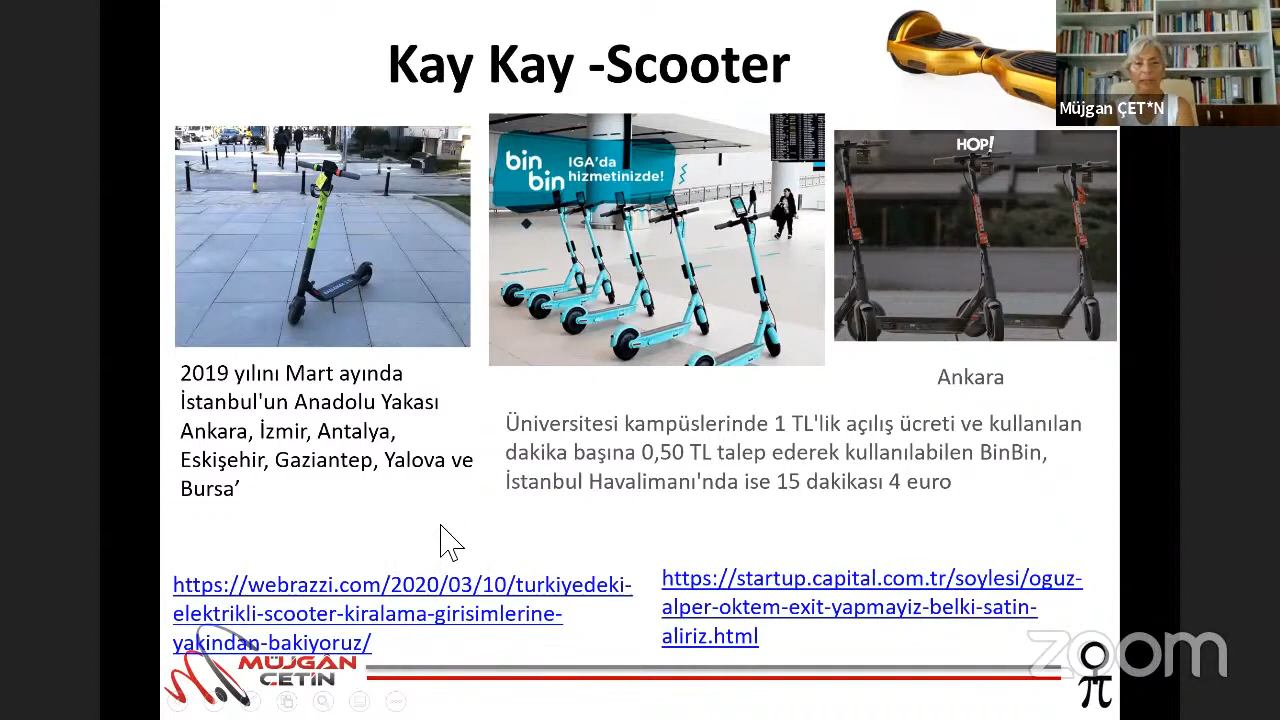 Kay Kay -Scooter
Müjgan ÇET*N
bin
bin
IGA'da
hizmetinizde!
HOP!
2019 yılını Mart ayında
İstanbul'un Anadolu Yakası
Ankara, İzmir, Antalya,
Eskişehir, Gaziantep, Yalova ve
Bursa’
Ankara
Üniversitesi kampüslerinde 1 TL'lik açılış ücreti ve kullanılan
dakika başına 0,50 TL talep ederek kullanılabilen BinBin,
İstanbul Havalimanı'nda ise 15 dakikası 4 euro
https://webrazzi.com/2020/03/10/turkiyedeki-
elektrikli-scooter-kiralama-girisimlerine-
yakindan-bakiyoruz/
https://startup.capital.com.tr/soylesi/oguz-
alper-oktem-exit-yapmayiz-belki-satin-
aliriz.html
MÜJGÂN
ÇETİN
zoom
π